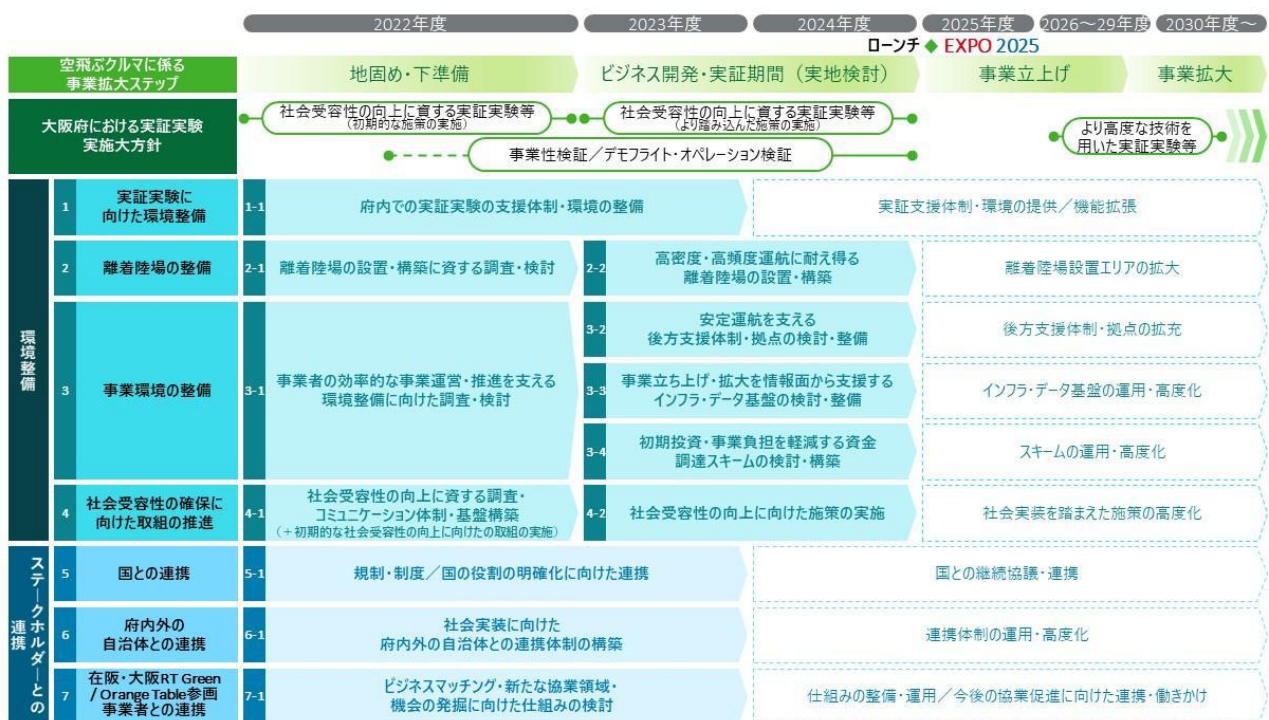 2022年度
2023年度
2024年度
2025年度
2026～29年度
2030年度～
ローンチ◆EXPO 2025
空飛ぶクルマに係る
事業拡大ステップ
地固め・下準備
ビジネス開発・実証期間（実地検討）
事業立上げ
事業拡大
大阪府における実証実験
実施大方針
社会受容性の向上に資する実証実験等
（初期的な施策の実施）
社会受容性の向上に資する実証実験等
（より踏み込んだ施策の実施）
事業性検証／デモフライト・オペレーション検証
より高度な技術を
用いた実証実験等
環境整備
1
実証実験に
向けた環境整備
1-1
府内での実証実験の支援体制・環境の整備
実証支援体制・環境の提供／機能拡張
2
離着陸場の整備
2-1
離着陸場の設置・構築に資する調査・検討
2-2
高密度・高頻度運航に耐え得る
離着陸場の設置・構築
離着陸場設置エリアの拡大
3
事業環境の整備
3-1
事業者の効率的な事業運営・推進を支える
環境整備に向けた調査・検討
3-2
安定運航を支える
後方支援体制・拠点の検討・整備
後方支援体制・拠点の拡充
3-3
事業立ち上げ・拡大を情報面から支援する
インフラ・データ基盤の検討・整備
インフラ・データ基盤の運用・高度化
3-4
初期投資・事業負担を軽減する資金
調達スキームの検討・構築
スキームの運用・高度化
4
社会受容性の確保に
向けた取組の推進
4-1
社会受容性の向上に資する調査・
コミュニケーション体制・基盤構築
（＋初期的な社会受容性の向上に向けたの取組の実施）
4-2
社会受容性の向上に向けた施策の実施
社会実装を踏まえた施策の高度化
ステークホルダーとの
連携
5
国との連携
5-1
規制・制度／国の役割の明確化に向けた連携
国との継続協議・連携
6
府内外の
自治体との連携
6-1
社会実装に向けた
府内外の自治体との連携体制の構築
連携体制の運用・高度化
7
在阪・大阪RT Green
/ Orange Table参画
事業者との連携
7-1
ビジネスマッチング・新たな協業領域・
機会の発掘に向けた仕組みの検討
仕組みの整備・運用／今後の協業促進に向けた連携・働きかけ